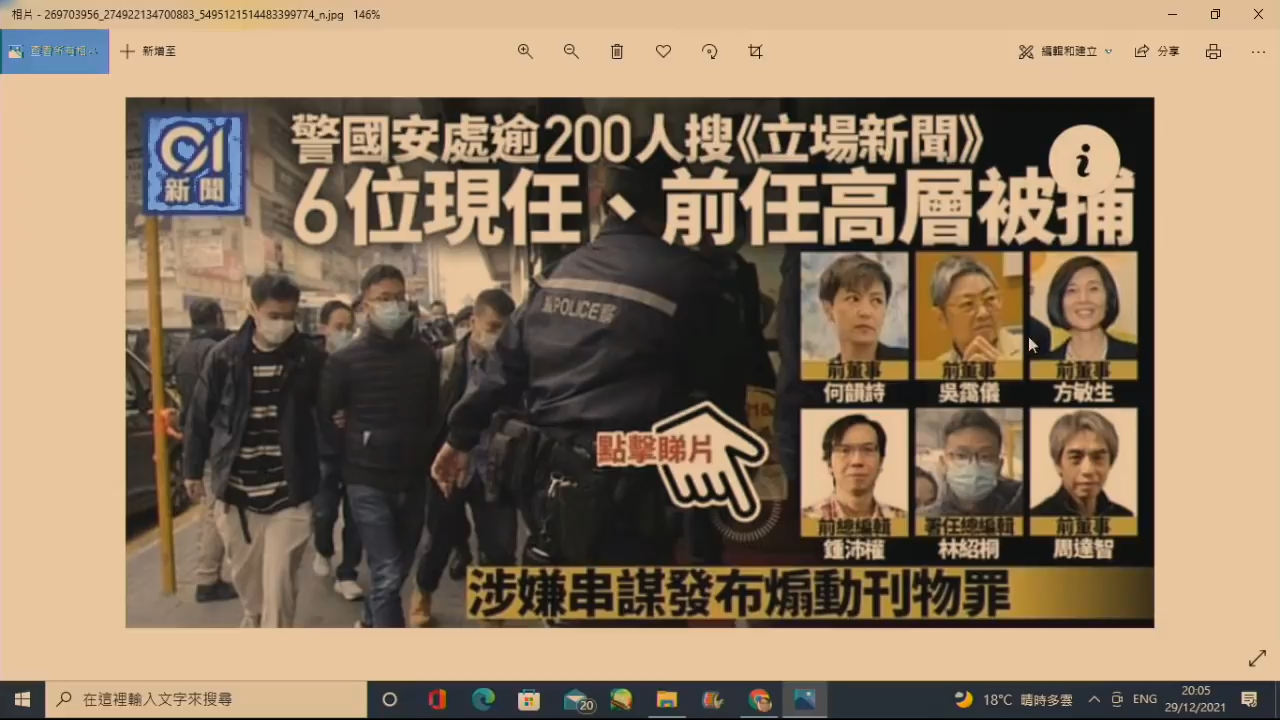 相片 - 269703956_274922134700883_5495121514483399774_n.jpg 146%
查看所有相片
新增至
編輯和建立
分享
01
新聞
警國安處逾200人搜《立場新聞》
6位現任、前任高層被捕
i
POLICE
前董事
何韻詩
前董事
吳靄儀
前董事
方敏生
點擊睇片
前總編輯
鍾沛權
署任總編輯
林紹桐
前董事
周達智
涉嫌串謀發布煽動刊物罪
在這裡輸入文字來搜尋
20
18°C 晴時多雲
ENG
20:05
29/12/2021